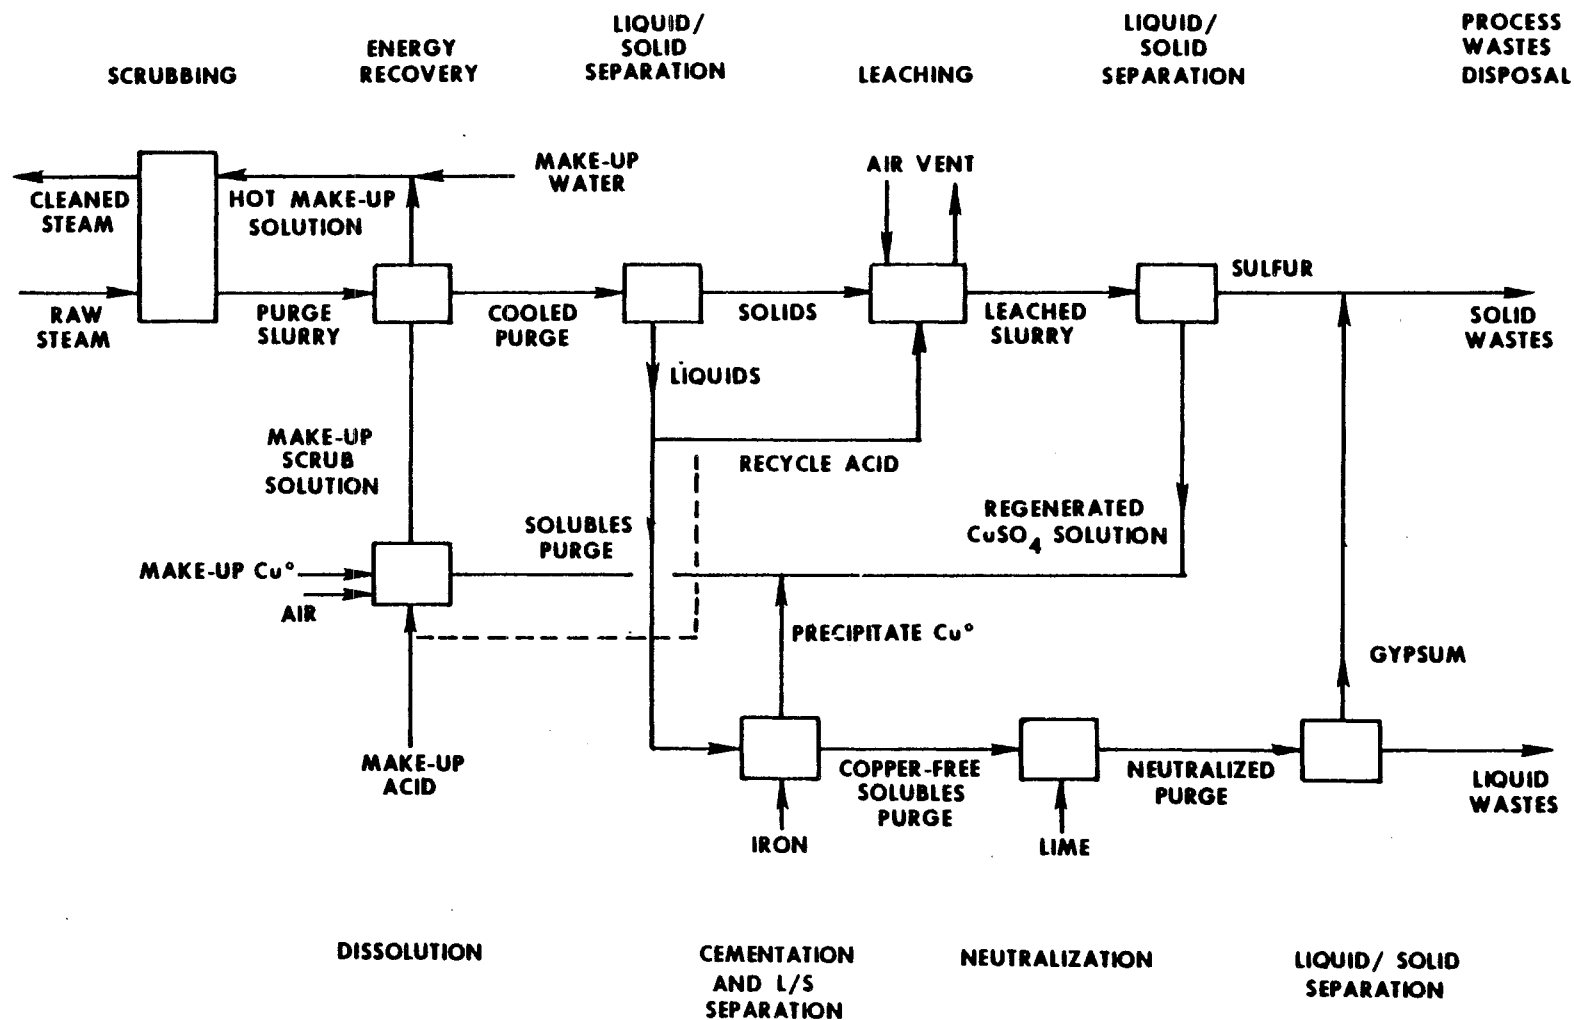 SCRUBBING
ENERGY
RECOVERY
LIQUID/
SOLID
SEPARATION
LEACHING
LIQUID/
SOLID
SEPARATION
PROCESS
WASTES
DISPOSAL
CLEANED
STEAM
HOT MAKE-UP
SOLUTION
MAKE-UP
WATER
AIR VENT
RAW
STEAM
PURGE
SLURRY
COOLED
PURGE
SOLIDS
LEACHED
SLURRY
SULFUR
SOLID
WASTES
LIQUIDS
MAKE-UP
SCRUB
SOLUTION
RECYCLE ACID
SOLUBLES
PURGE
REGENERATED
CuSO4 SOLUTION
MAKE-UP Cu°
AIR
PRECIPITATE Cu°
GYPSUM
MAKE-UP
ACID
COPPER-FREE
SOLUBLES
PURGE
NEUTRALIZED
PURGE
LIQUID
WASTES
IRON
LIME
DISSOLUTION
CEMENTATION
AND L/S
SEPARATION
NEUTRALIZATION
LIQUID/ SOLID
SEPARATION